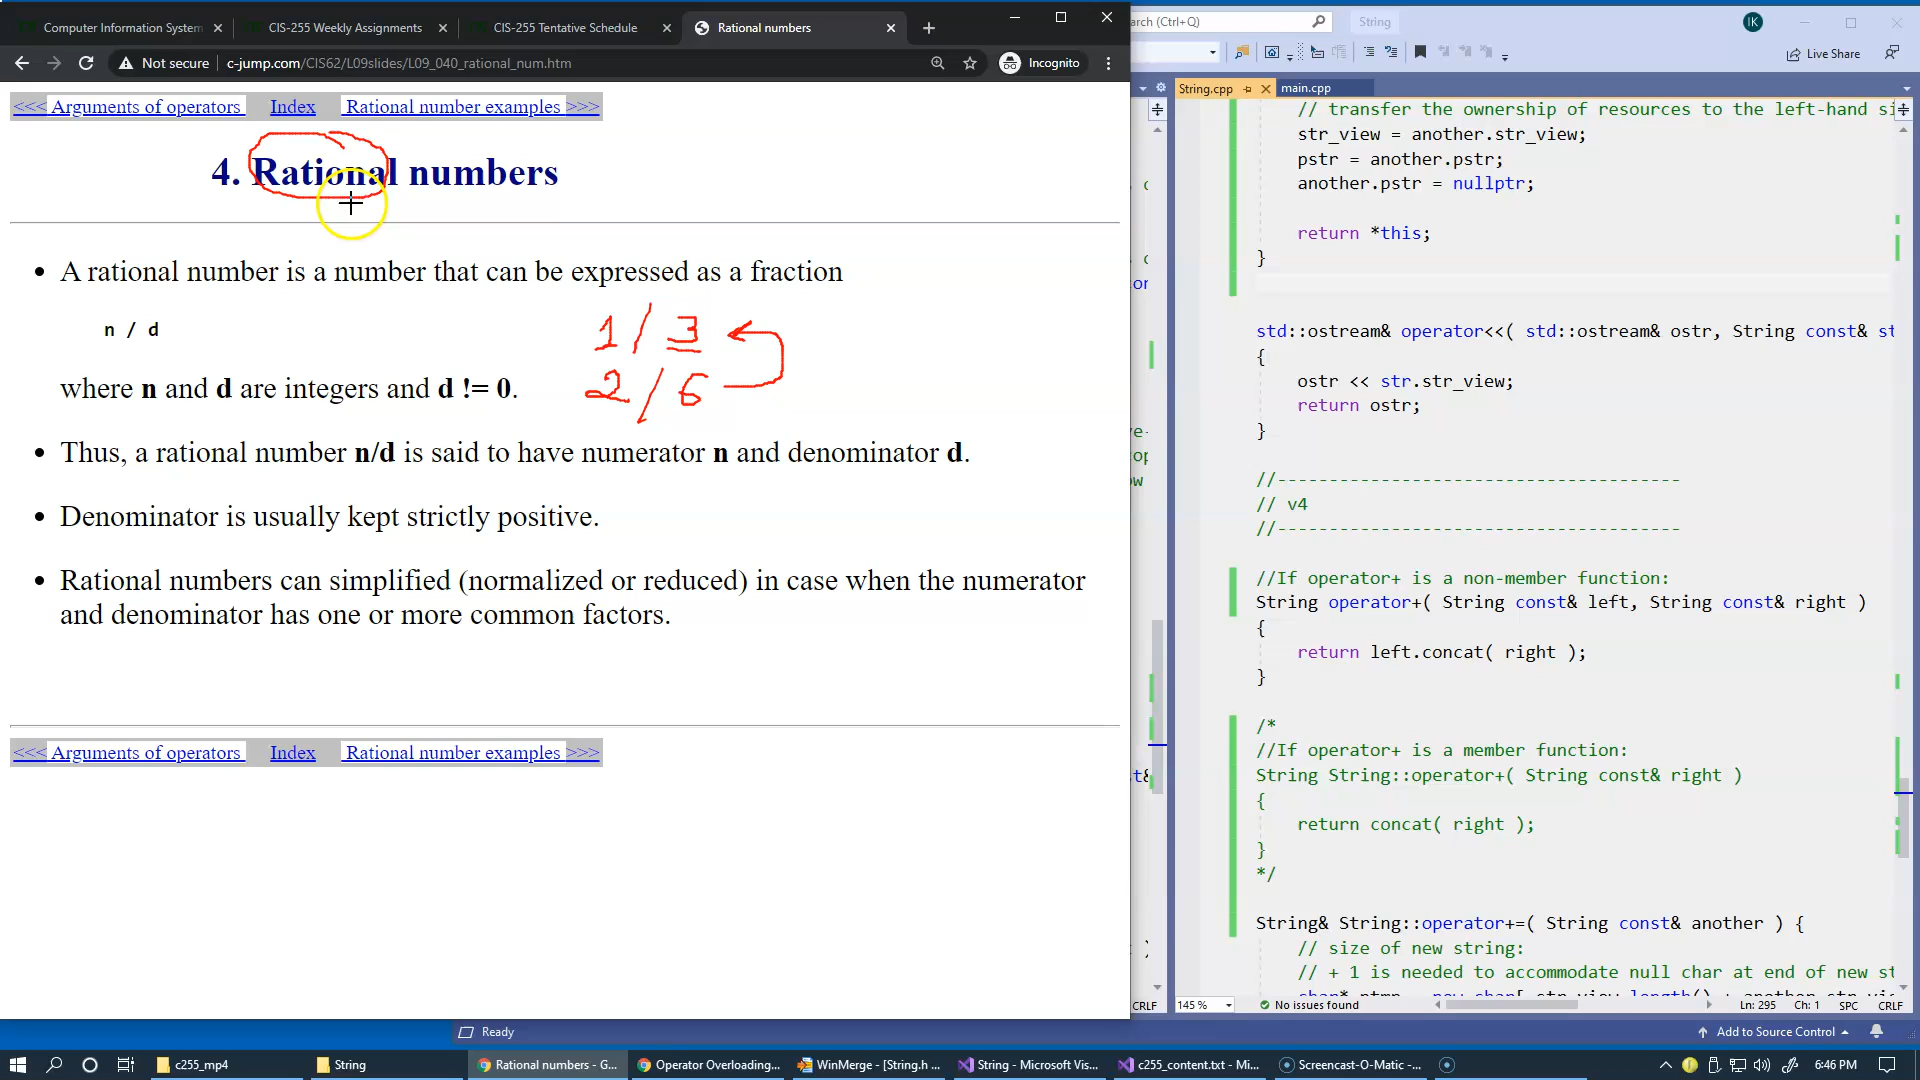 Computer Information System
CIS-255 Weekly Assignments
CIS-255 Tentative Schedule
Rational numbers
Not secure
c-jump.com/CIS62/L09slides/L09_040_rational_num.htm
Incognito
<<< Arguments of operators Index Rational number examples >>>
4. Rational numbers
• A rational number is a number that can be expressed as a fraction
n / d
1 / 3
2 / 6
where n and d are integers and d != 0.
• Thus, a rational number n/d is said to have numerator n and denominator d.
• Denominator is usually kept strictly positive.
• Rational numbers can simplified (normalized or reduced) in case when the numerator
and denominator has one or more common factors.
<<< Arguments of operators Index Rational number examples >>>
arch (Ctrl+Q)
String
IK
Live Share
String.cpp
main.cpp
// transfer the ownership of resources to the left-hand si
str_view = another.str_view;
pstr = another.pstr;
another.pstr = nullptr;
return *this;
}
std::ostream& operator<<( std::ostream& ostr, String const& st
{
ostr << str.str_view;
return ostr;
}
//---------------------------------------
// v4
//---------------------------------------
//If operator+ is a non-member function:
String operator+( String const& left, String const& right )
{
return left.concat( right );
}
/*
//If operator+ is a member function:
String String::operator+( String const& right )
{
return concat( right );
}
*/
String& String::operator+=( String const& another ) {
// size of new string:
// + 1 is needed to accommodate null char at end of new st
145 %
No issues found
Ln: 295 Ch: 1 SPC CRLF
CRLF
Ready
Add to Source Control
c255_mp4
String
Rational numbers - G...
Operator Overloading...
WinMerge - [String.h ...
String - Microsoft Vis...
c255_content.txt - Mi...
Screencast-O-Matic -...
6:46 PM